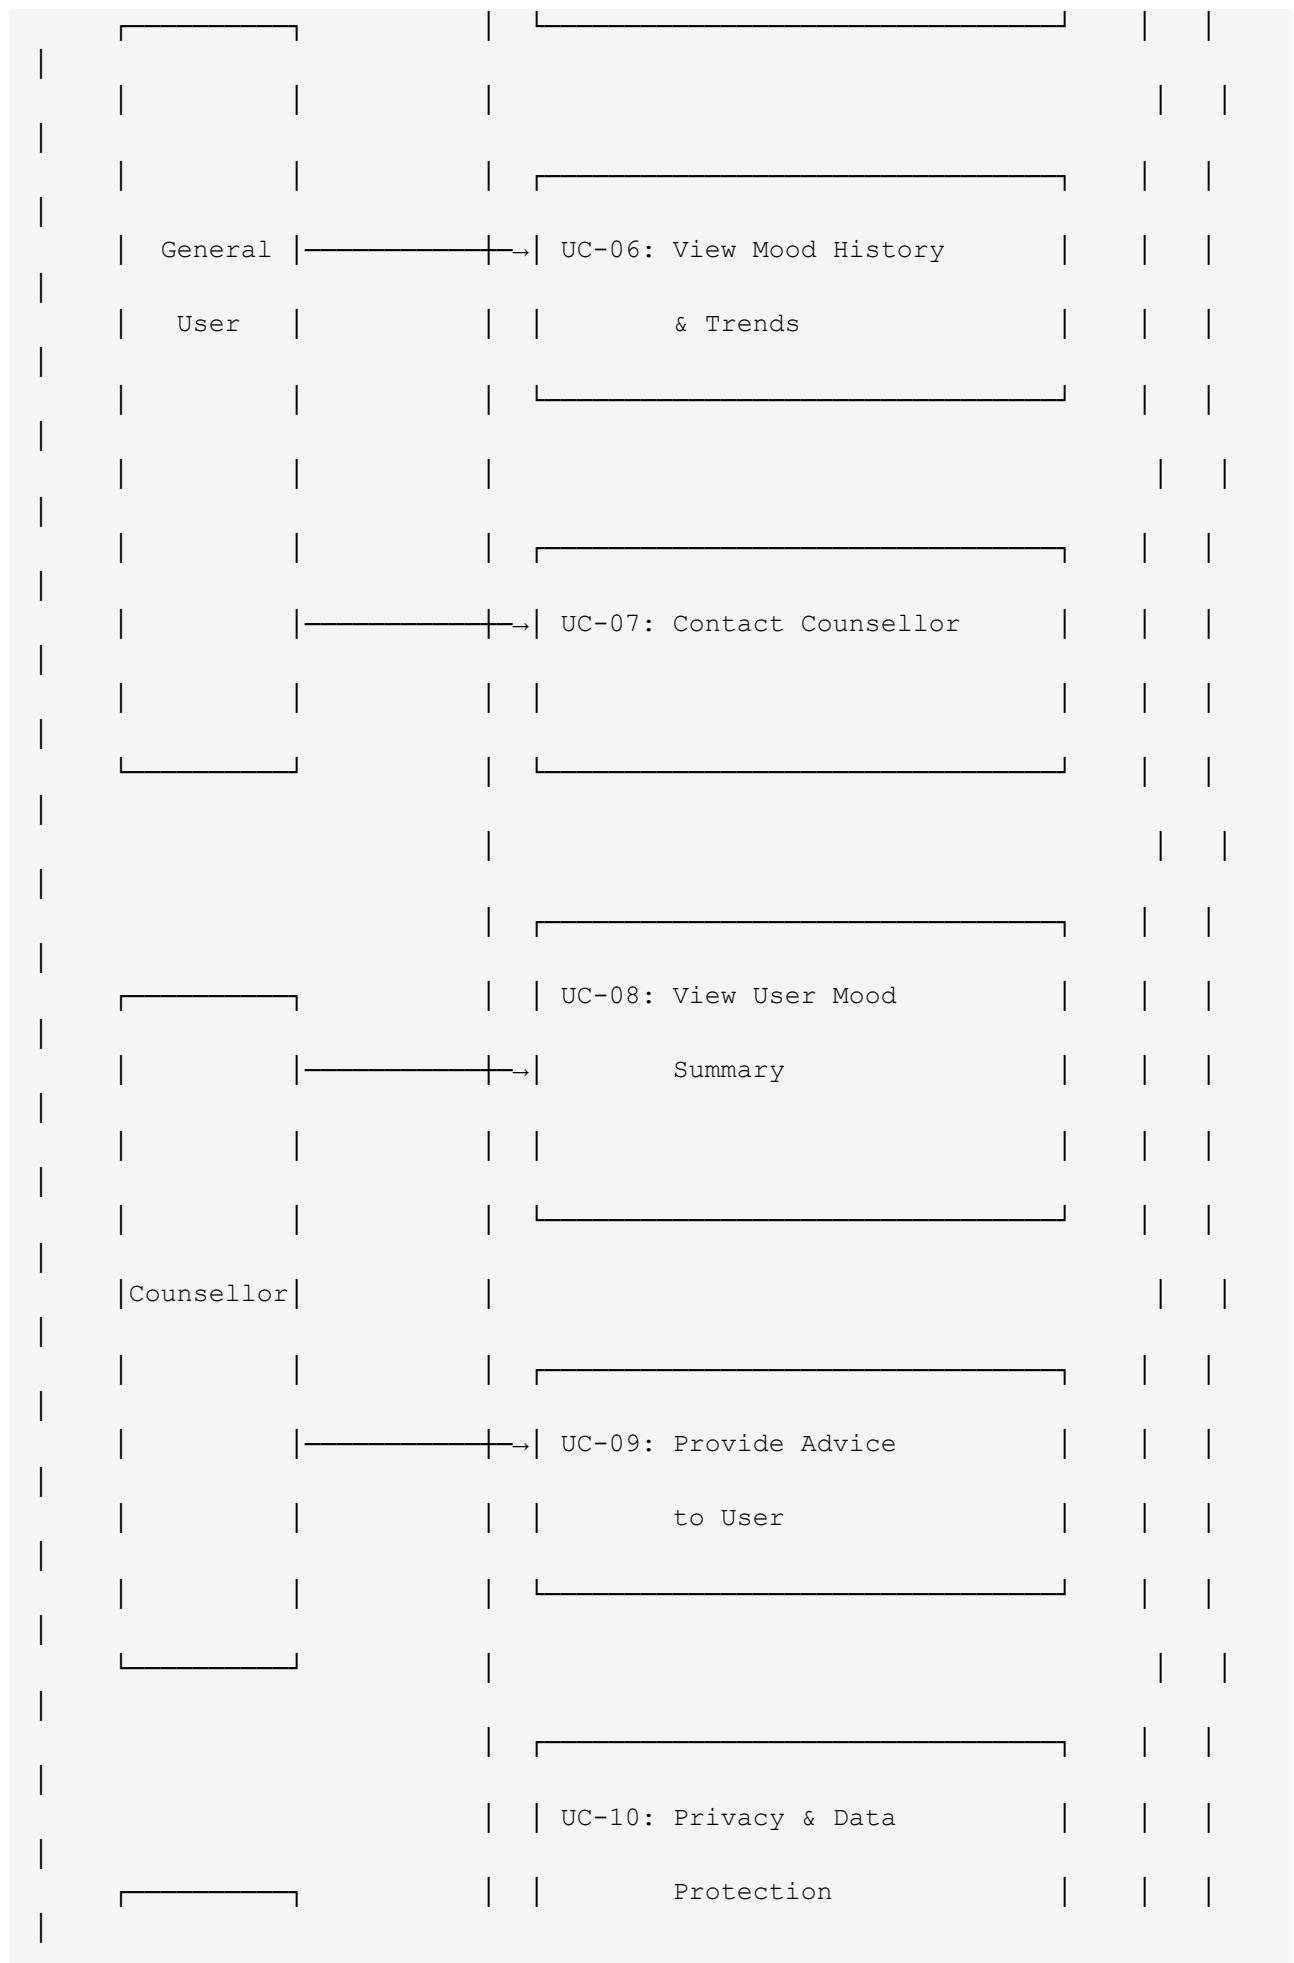 General UC-06: View Mood History
User & Trends
UC-07: Contact Counsellor
UC-08: View User Mood
Summary
Counsellor
UC-09: Provide Advice
to User
UC-10: Privacy & Data
Protection